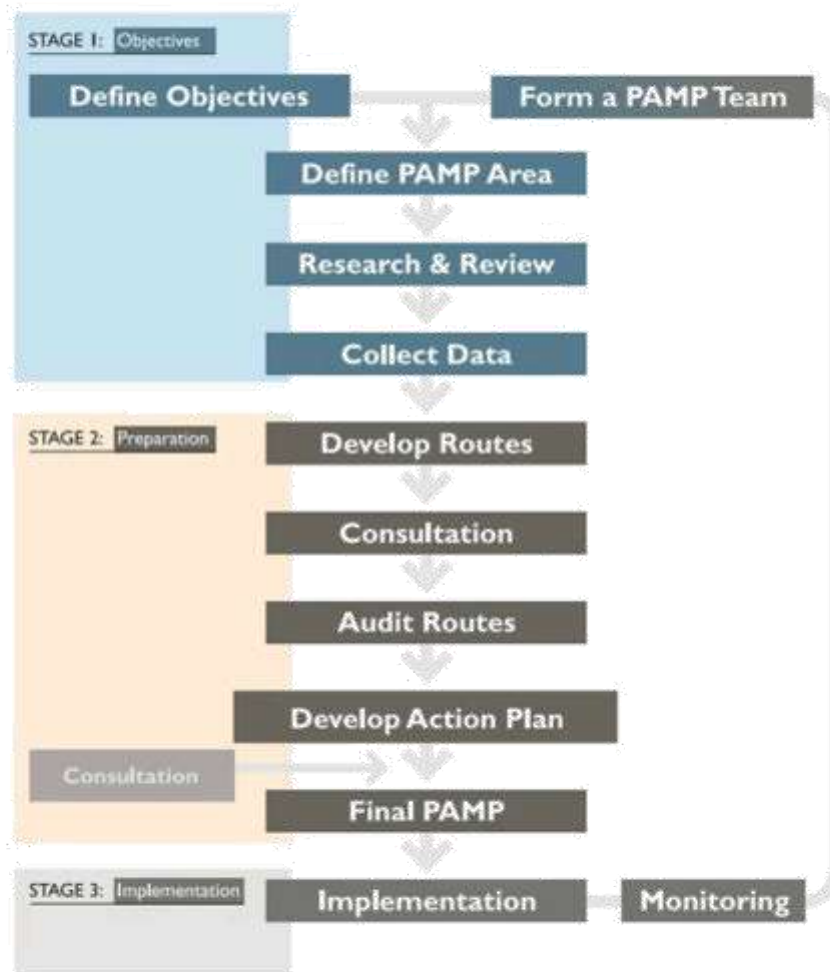 STAGE 1: Objectives
Define Objectives
Form a PAMP Team
Define PAMP Area
Research & Review
Collect Data
STAGE 2: Preparation
Develop Routes
Consultation
Audit Routes
Develop Action Plan
Consultation
Final PAMP
STAGE 3: Implementation
Implementation
Monitoring